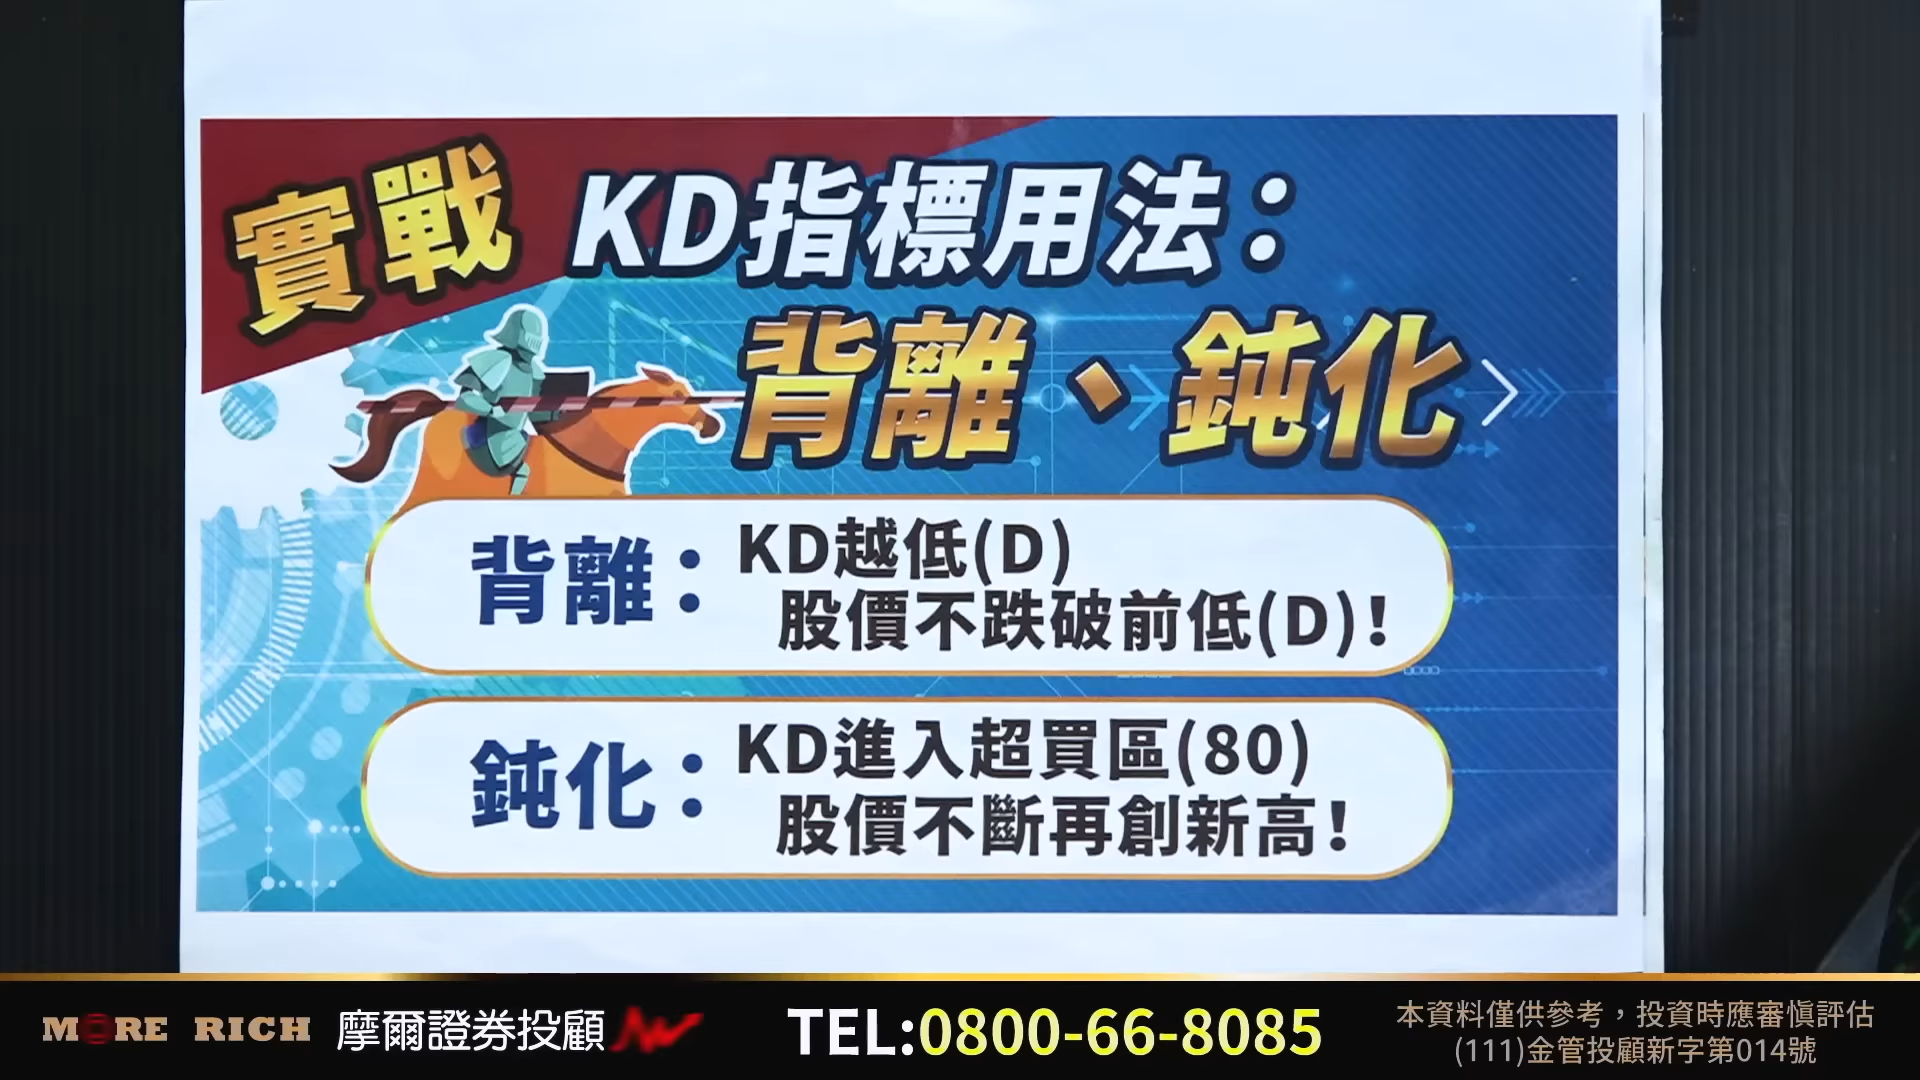 實戰
KD指標用法：
背離、鈍化
背離：KD越低(D)
股價不跌破前低(D)！
鈍化：KD進入超買區(80)
股價不斷再創新高！
MORE RICH 摩爾證券投顧
TEL:0800-66-8085
本資料僅供參考，投資時應審慎評估
(111)金管投顧新字第014號